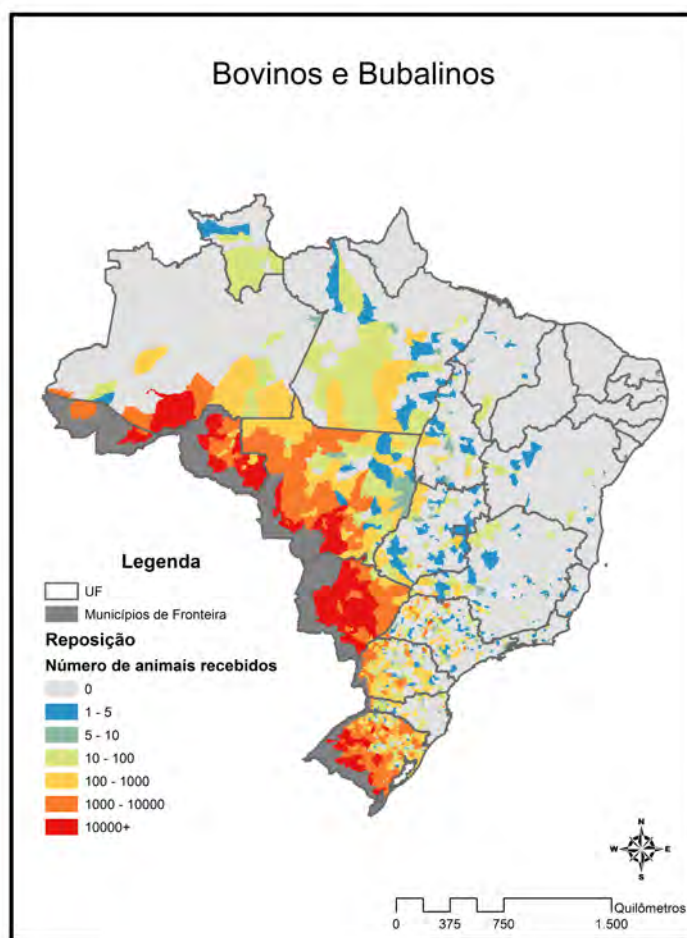 Bovinos e Bubalinos
Legenda
UF
Municípios de Fronteira
Reposição
Número de animais recebidos
0
1 - 5
5 - 10
10 - 100
100 - 1000
1000 - 10000
10000+
N
W E
S
Quilômetros
0 375 750 1.500